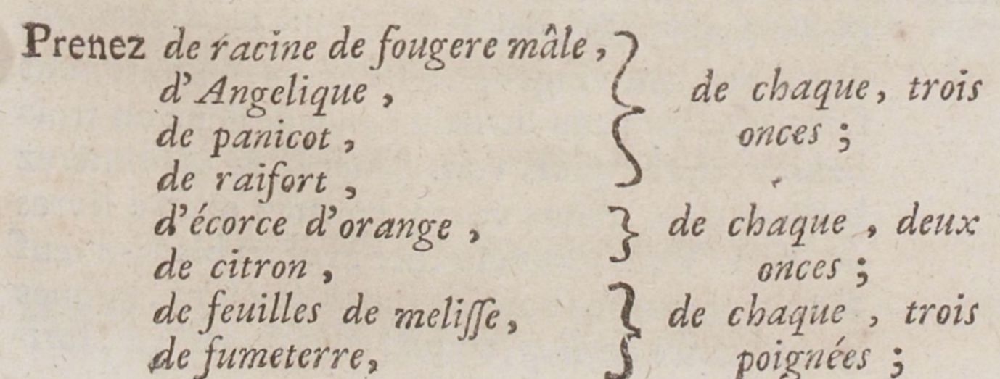 Prenez de racine de fougere mâle,
d'Angelique,
de chaque, trois
de panicot,
onces;
de raifort,
d'écorce d'orange,
de chaque, deux
de citron,
onces;
de feuilles de melisse,
de chaque, trois
de fumeterre,
poignées;